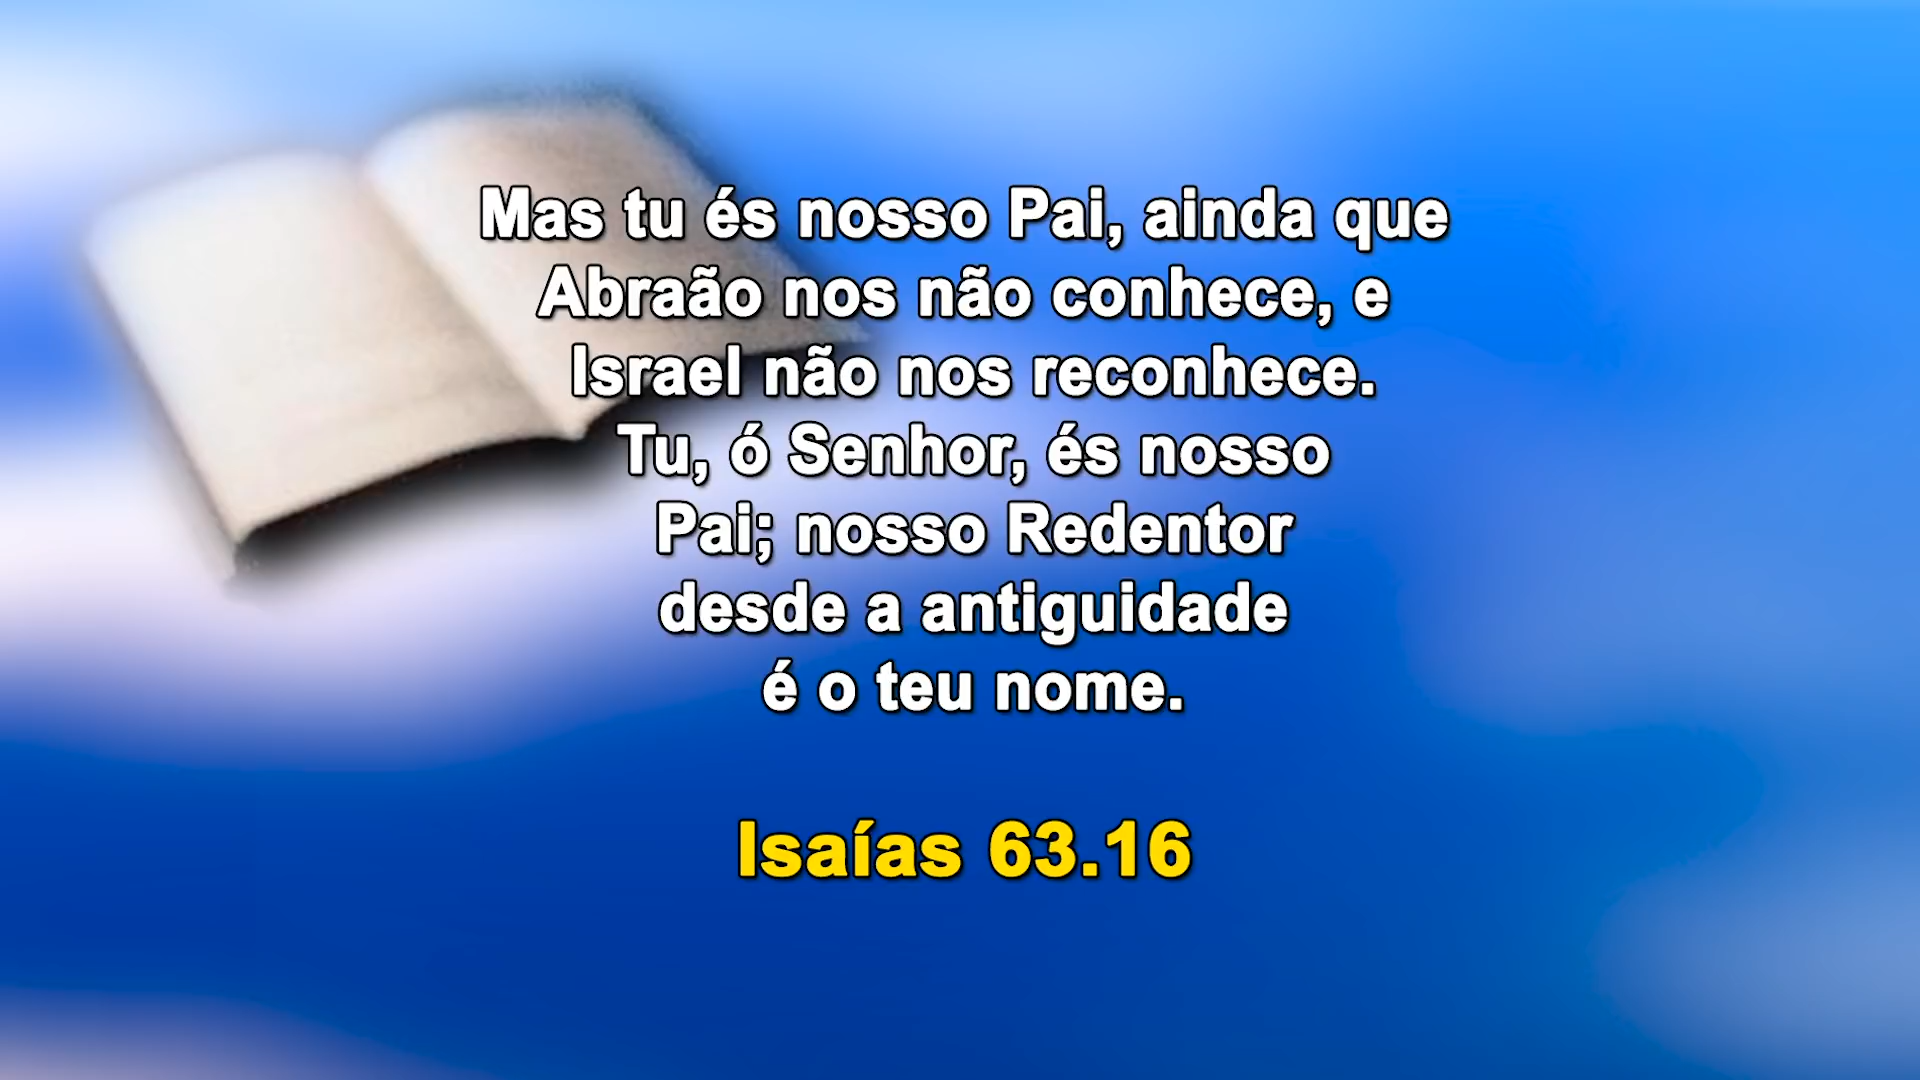 Mas tu és nosso Pai, ainda que
Abraão nos não conhece, e
Israel não nos reconhece.
Tu, ó Senhor, és nosso
Pai; nosso Redentor
desde a antiguidade
é o teu nome.
Isaías 63.16